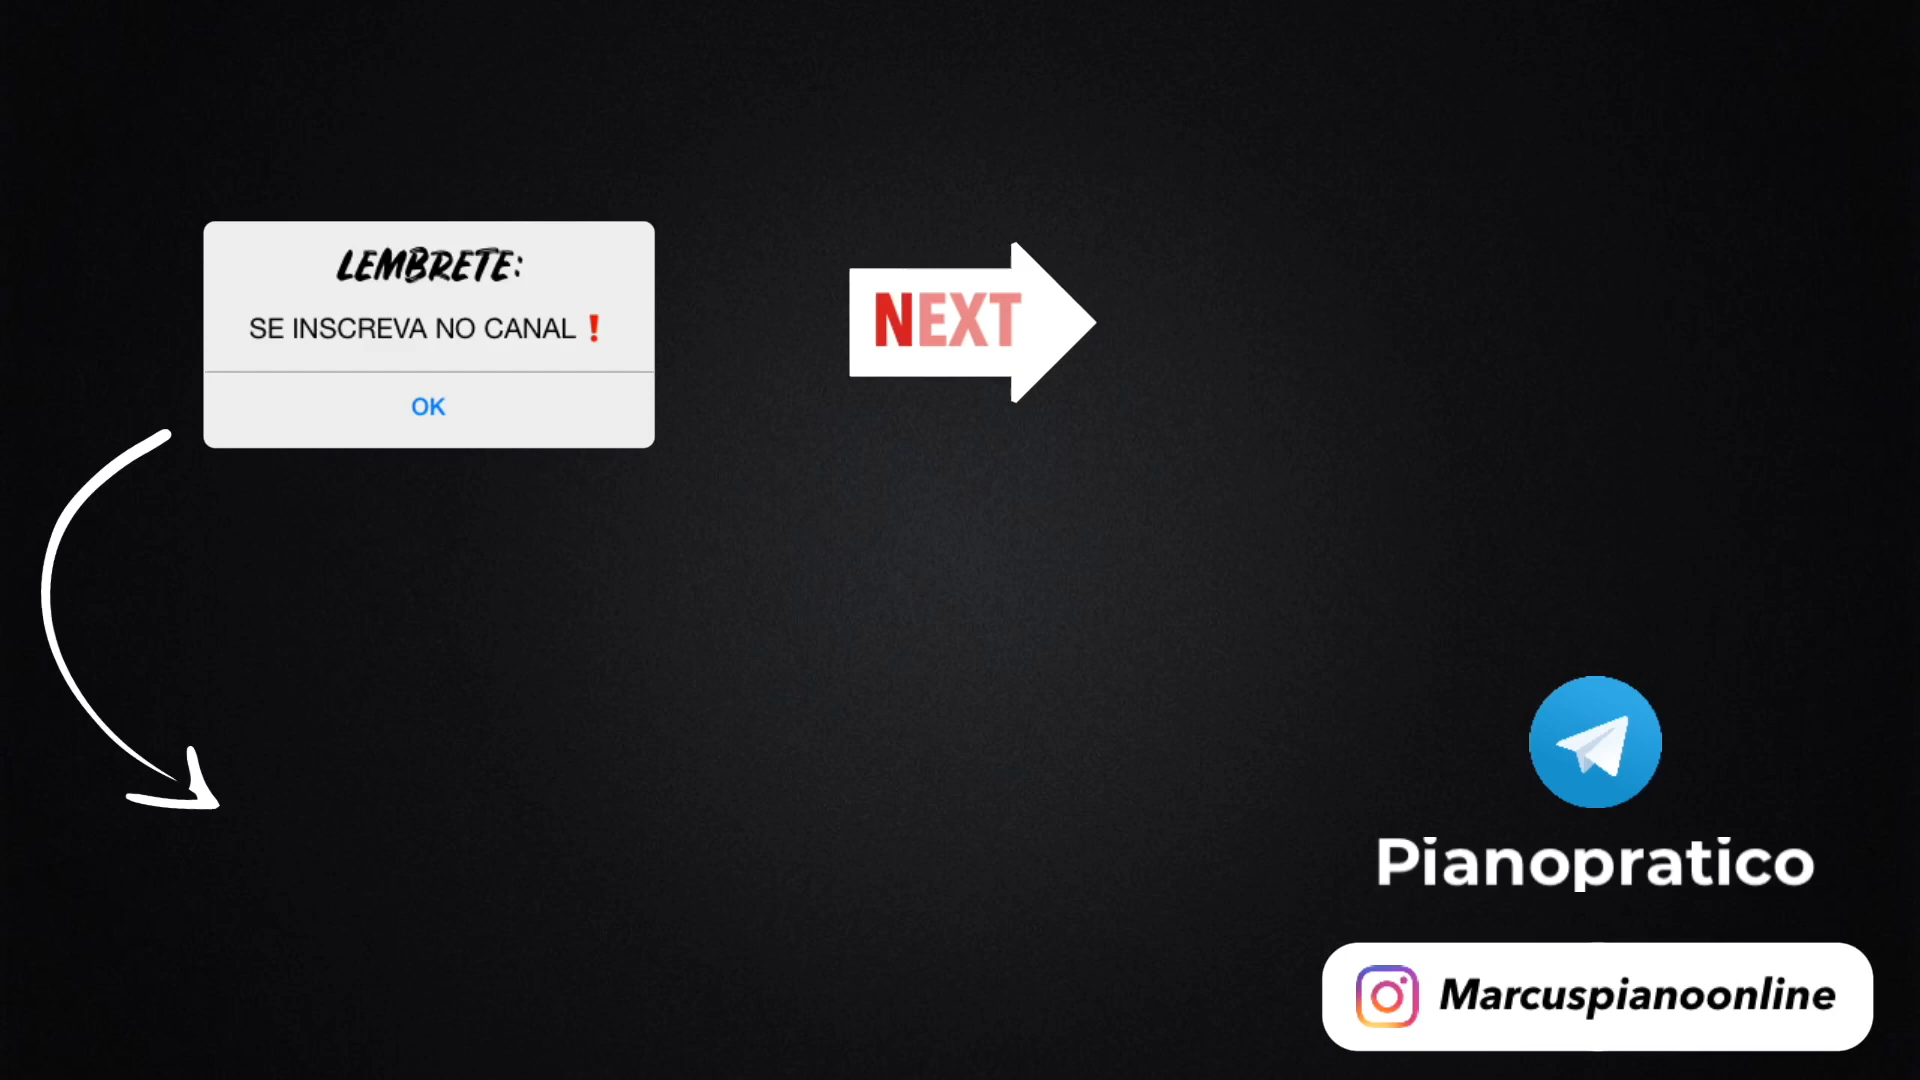 LEMBRETE:
SE INSCREVA NO CANAL❗
OK
NEXT
Pianopratico
Marcuspianoonline